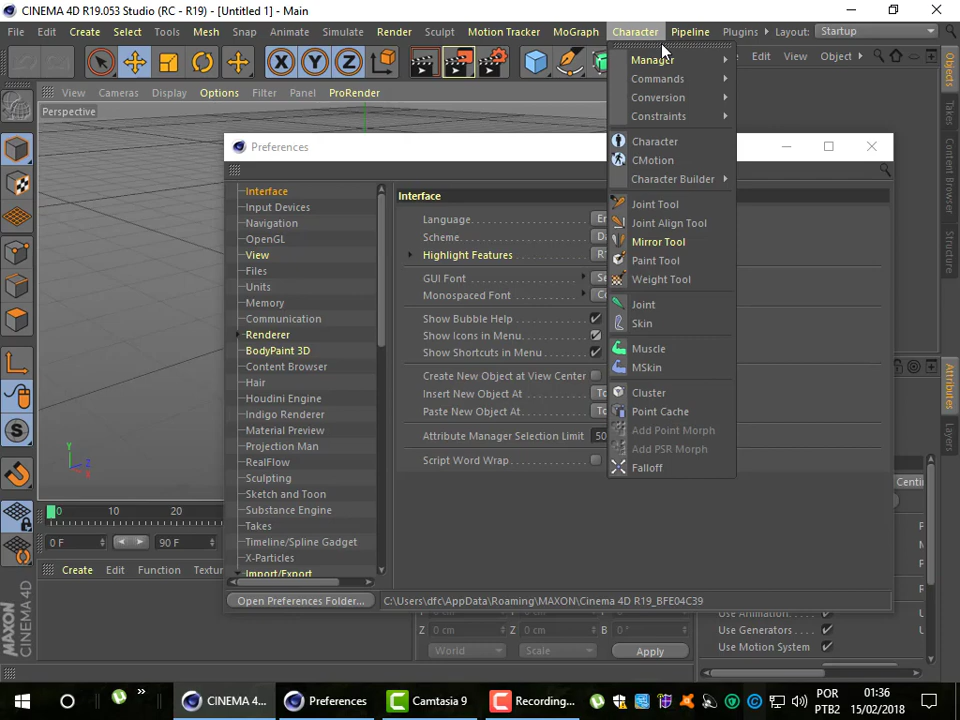 CINEMA 4D R19.053 Studio (RC - R19) - [Untitled 1] - Main
File Edit Create Select Tools Mesh Snap Animate Simulate Render Sculpt Motion Tracker MoGraph Character Pipeline Plugins Layout: Startup
X Y Z
View Cameras Display Options Filter Panel ProRender
Edit View Object
Perspective
Preferences
Interface
Input Devices
Navigation
OpenGL
View
Files
Units
Memory
Communication
Renderer
BodyPaint 3D
Content Browser
Hair
Houdini Engine
Indigo Renderer
Material Preview
Projection Man
RealFlow
Sculpting
Sketch and Toon
Substance Engine
Takes
Timeline/Spline Gadget
X-Particles
Import/Export
Interface
Language
Scheme
Highlight Features
GUI Font
Monospaced Font
Show Bubble Help
Show Icons in Menu
Show Shortcuts in Menu
Create New Object at View Center
Insert New Object At
Paste New Object At
Attribute Manager Selection Limit 50
Script Word Wrap
Open Preferences Folder... C:\Users\dfc\AppData\Roaming\MAXON\Cinema 4D R19_BFE04C39
Manager
Commands
Conversion
Constraints
Character
CMotion
Character Builder
Joint Tool
Joint Align Tool
Mirror Tool
Paint Tool
Weight Tool
Joint
Skin
Muscle
MSkin
Cluster
Point Cache
Add Point Morph
Add PSR Morph
Falloff
Objects
Takes
Content Browser
Structure
Attributes
Layers
Y
Z
X
0 10 20
0 F 90 F
Create Edit Function Textur
MAXON
CINEMA 4D
Z 0 cm Z 0 cm B 0 °
World Scale Apply
Use Animation
Use Generators
Use Motion System
CINEMA 4... Preferences Camtasia 9 Recording...
POR
PTB2
01:36
15/02/2018